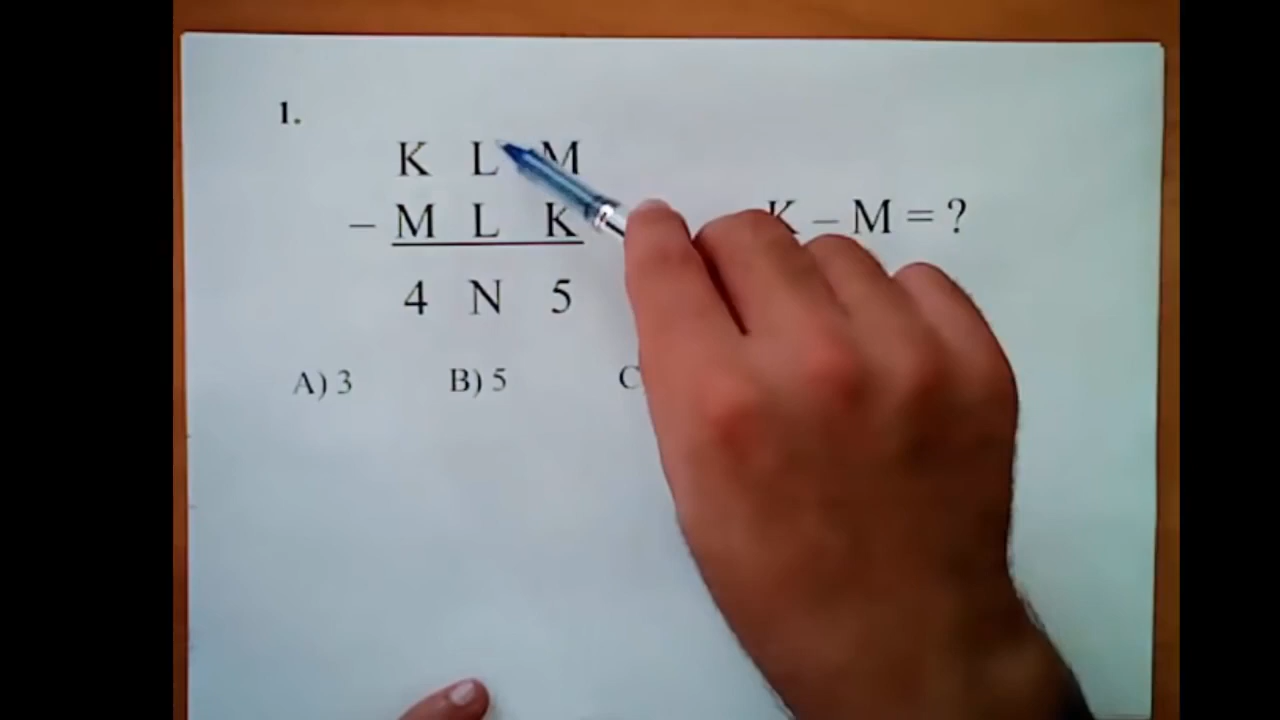 1.
K L M
– M L K
K – M = ?
4 N 5
A) 3 B) 5 C